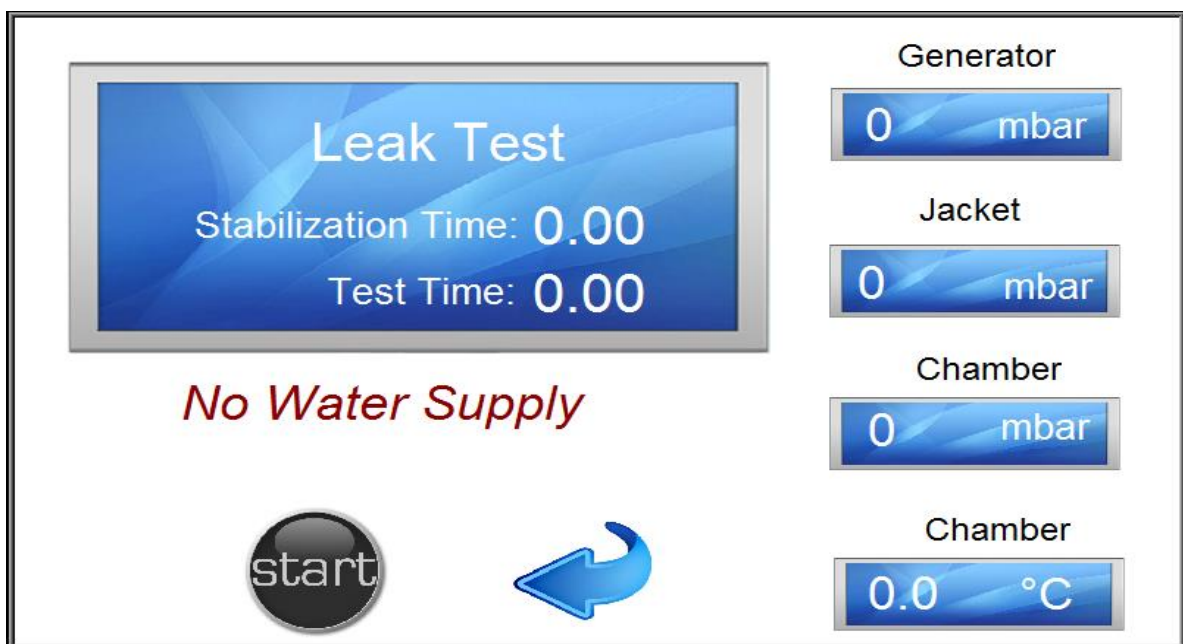 Leak Test
Stabilization Time: 0.00
Test Time: 0.00
No Water Supply
start
Generator
0 mbar
Jacket
0 mbar
Chamber
0 mbar
Chamber
0.0 °C